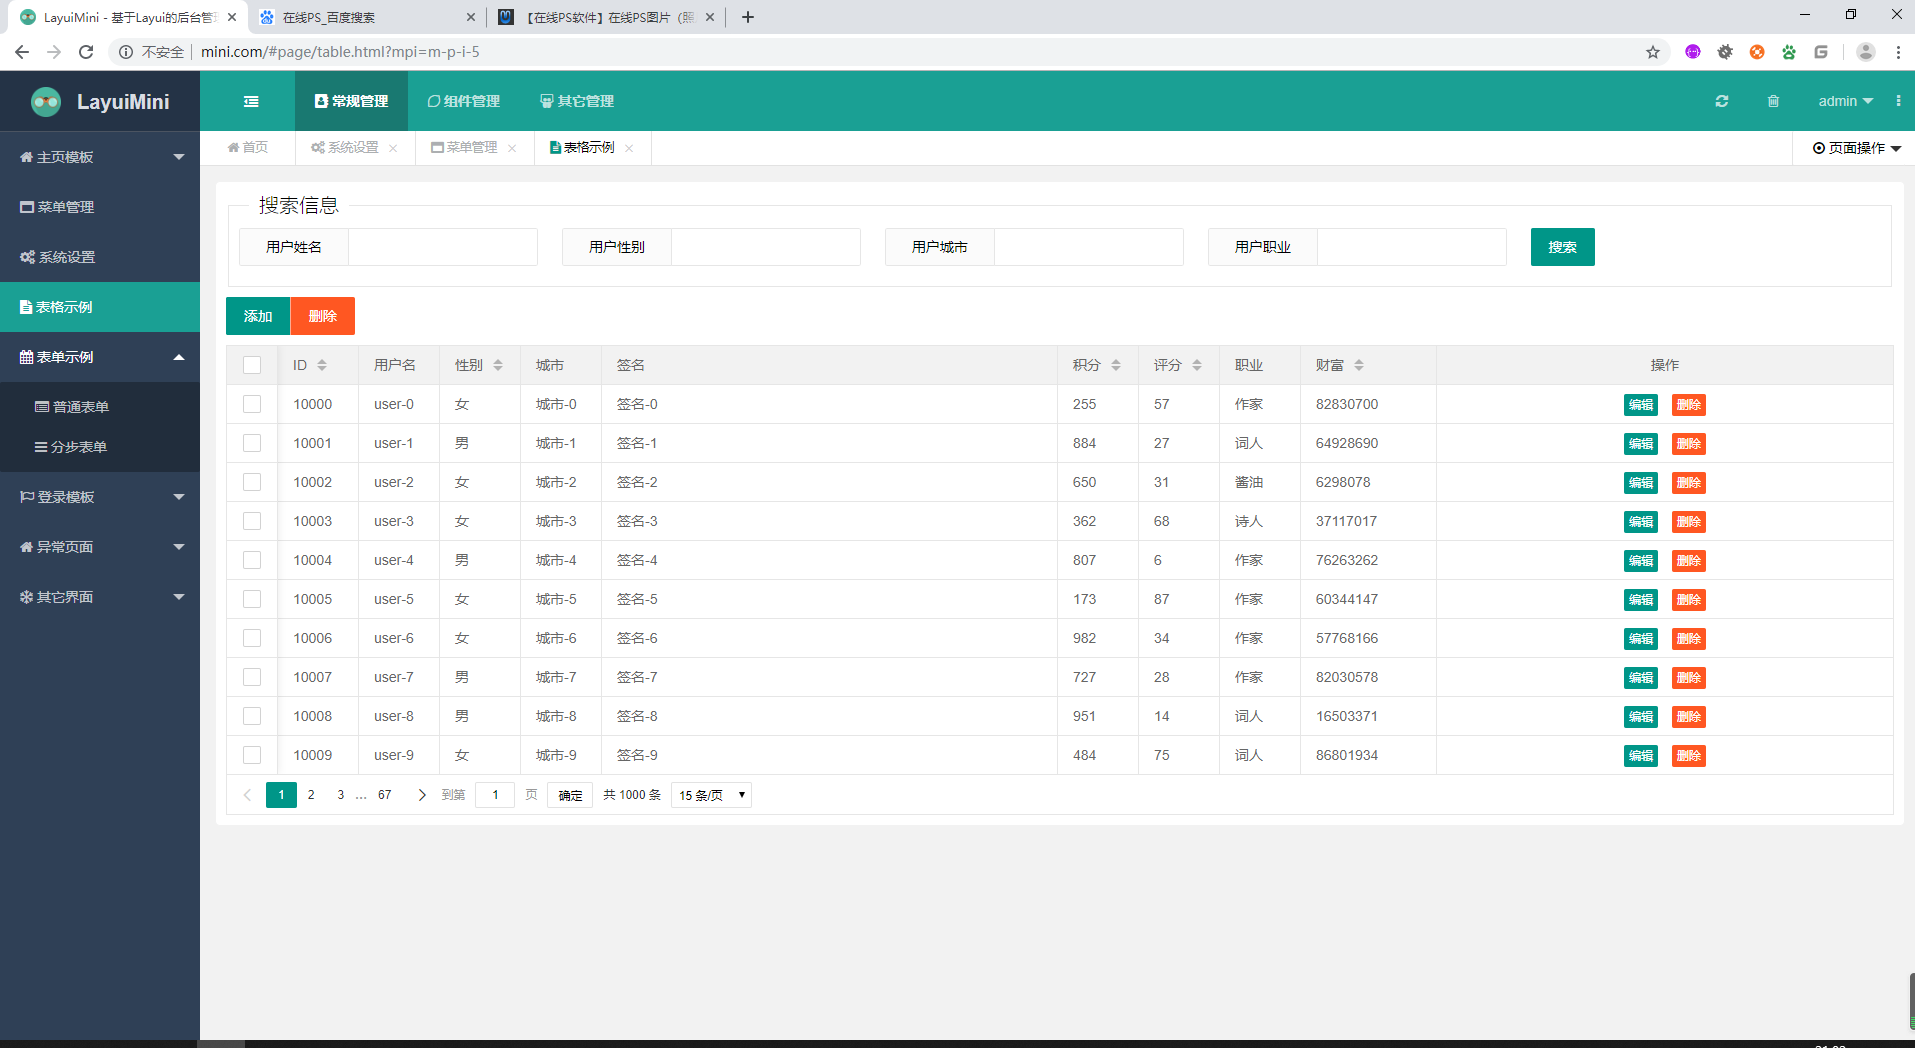 LayuiMini - 基于Layui的后台管理
在线PS_百度搜索
【在线PS软件】在线PS图片（照
不安全 mini.com/#page/table.html?mpi=m-p-i-5
LayuiMini
常规管理 组件管理 其它管理 admin
首页 系统设置 菜单管理 表格示例 页面操作
主页模板
菜单管理
系统设置
表格示例
表单示例
普通表单
分步表单
登录模板
异常页面
其它界面
搜索信息
用户姓名 用户性别 用户城市 用户职业 搜索
添加 删除
ID 用户名 性别 城市 签名 积分 评分 职业 财富 操作
10000 user-0 女 城市-0 签名-0 255 57 作家 82830700 编辑 删除
10001 user-1 男 城市-1 签名-1 884 27 词人 64928690 编辑 删除
10002 user-2 女 城市-2 签名-2 650 31 酱油 6298078 编辑 删除
10003 user-3 女 城市-3 签名-3 362 68 诗人 37117017 编辑 删除
10004 user-4 男 城市-4 签名-4 807 6 作家 76263262 编辑 删除
10005 user-5 女 城市-5 签名-5 173 87 作家 60344147 编辑 删除
10006 user-6 女 城市-6 签名-6 982 34 作家 57768166 编辑 删除
10007 user-7 男 城市-7 签名-7 727 28 作家 82030578 编辑 删除
10008 user-8 男 城市-8 签名-8 951 14 词人 16503371 编辑 删除
10009 user-9 女 城市-9 签名-9 484 75 词人 86801934 编辑 删除
1 2 3 … 67 到第 1 页 确定 共 1000 条 15 条/页